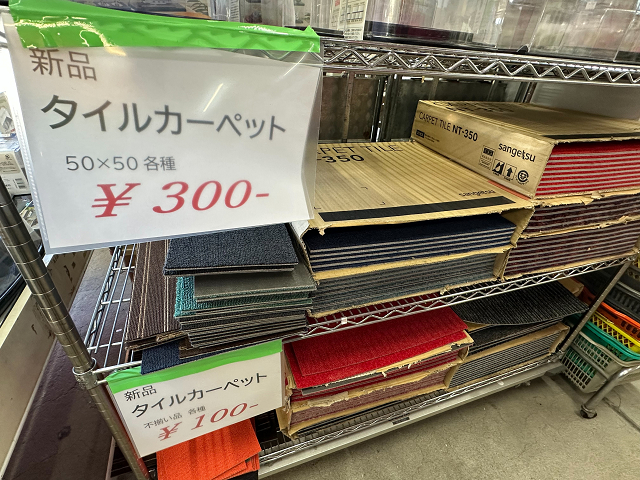 新品
タイルカーペット
50×50 各種
¥300-
CARPET TILE NT-350
sangetsu
350
sangetsu
新品
タイルカーペット
不揃い品 各種
¥100-